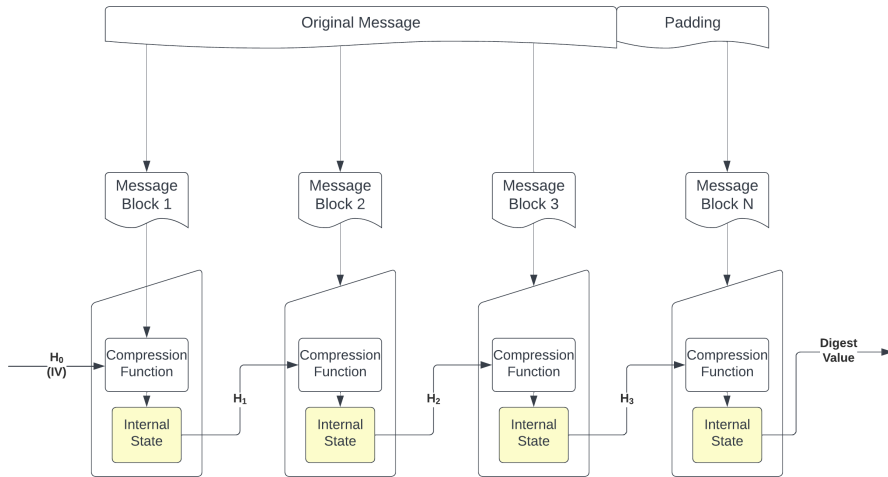 Original Message
Padding
Message
Block 1
Message
Block 2
Message
Block 3
Message
Block N
H₀
(IV)
Compression
Function
Internal
State
H₁
Compression
Function
Internal
State
H₂
Compression
Function
Internal
State
H₃
Compression
Function
Internal
State
Digest
Value